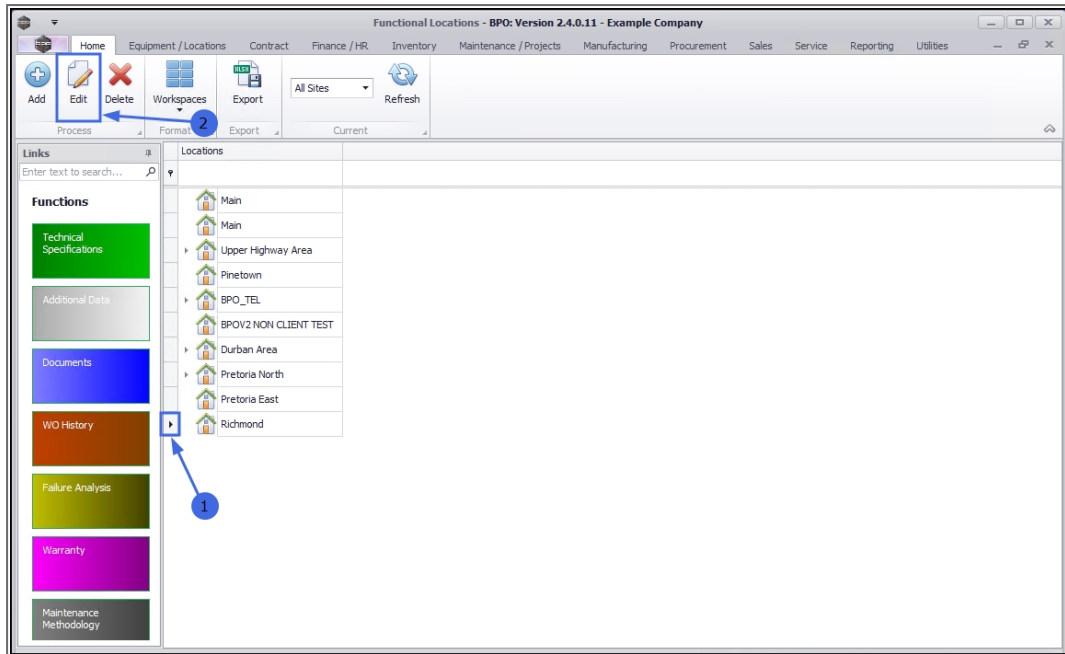 Functional Locations - BPO: Version 2.4.0.11 - Example Company
Home Equipment / Locations Contract Finance / HR Inventory Maintenance / Projects Manufacturing Procurement Sales Service Reporting Utilities
XLSX
All Sites
Add Edit Delete Workspaces Export Refresh
2
Process Format Export Current
Links
Locations
Enter text to search...
Functions
Main
Technical
Specifications
Main
Upper Highway Area
Pinetown
Additional Data
BPO_TEL
BPOV2 NON CLIENT TEST
Documents
Durban Area
Pretoria North
Pretoria East
WO History
Richmond
Failure Analysis
1
Warranty
Maintenance
Methodology